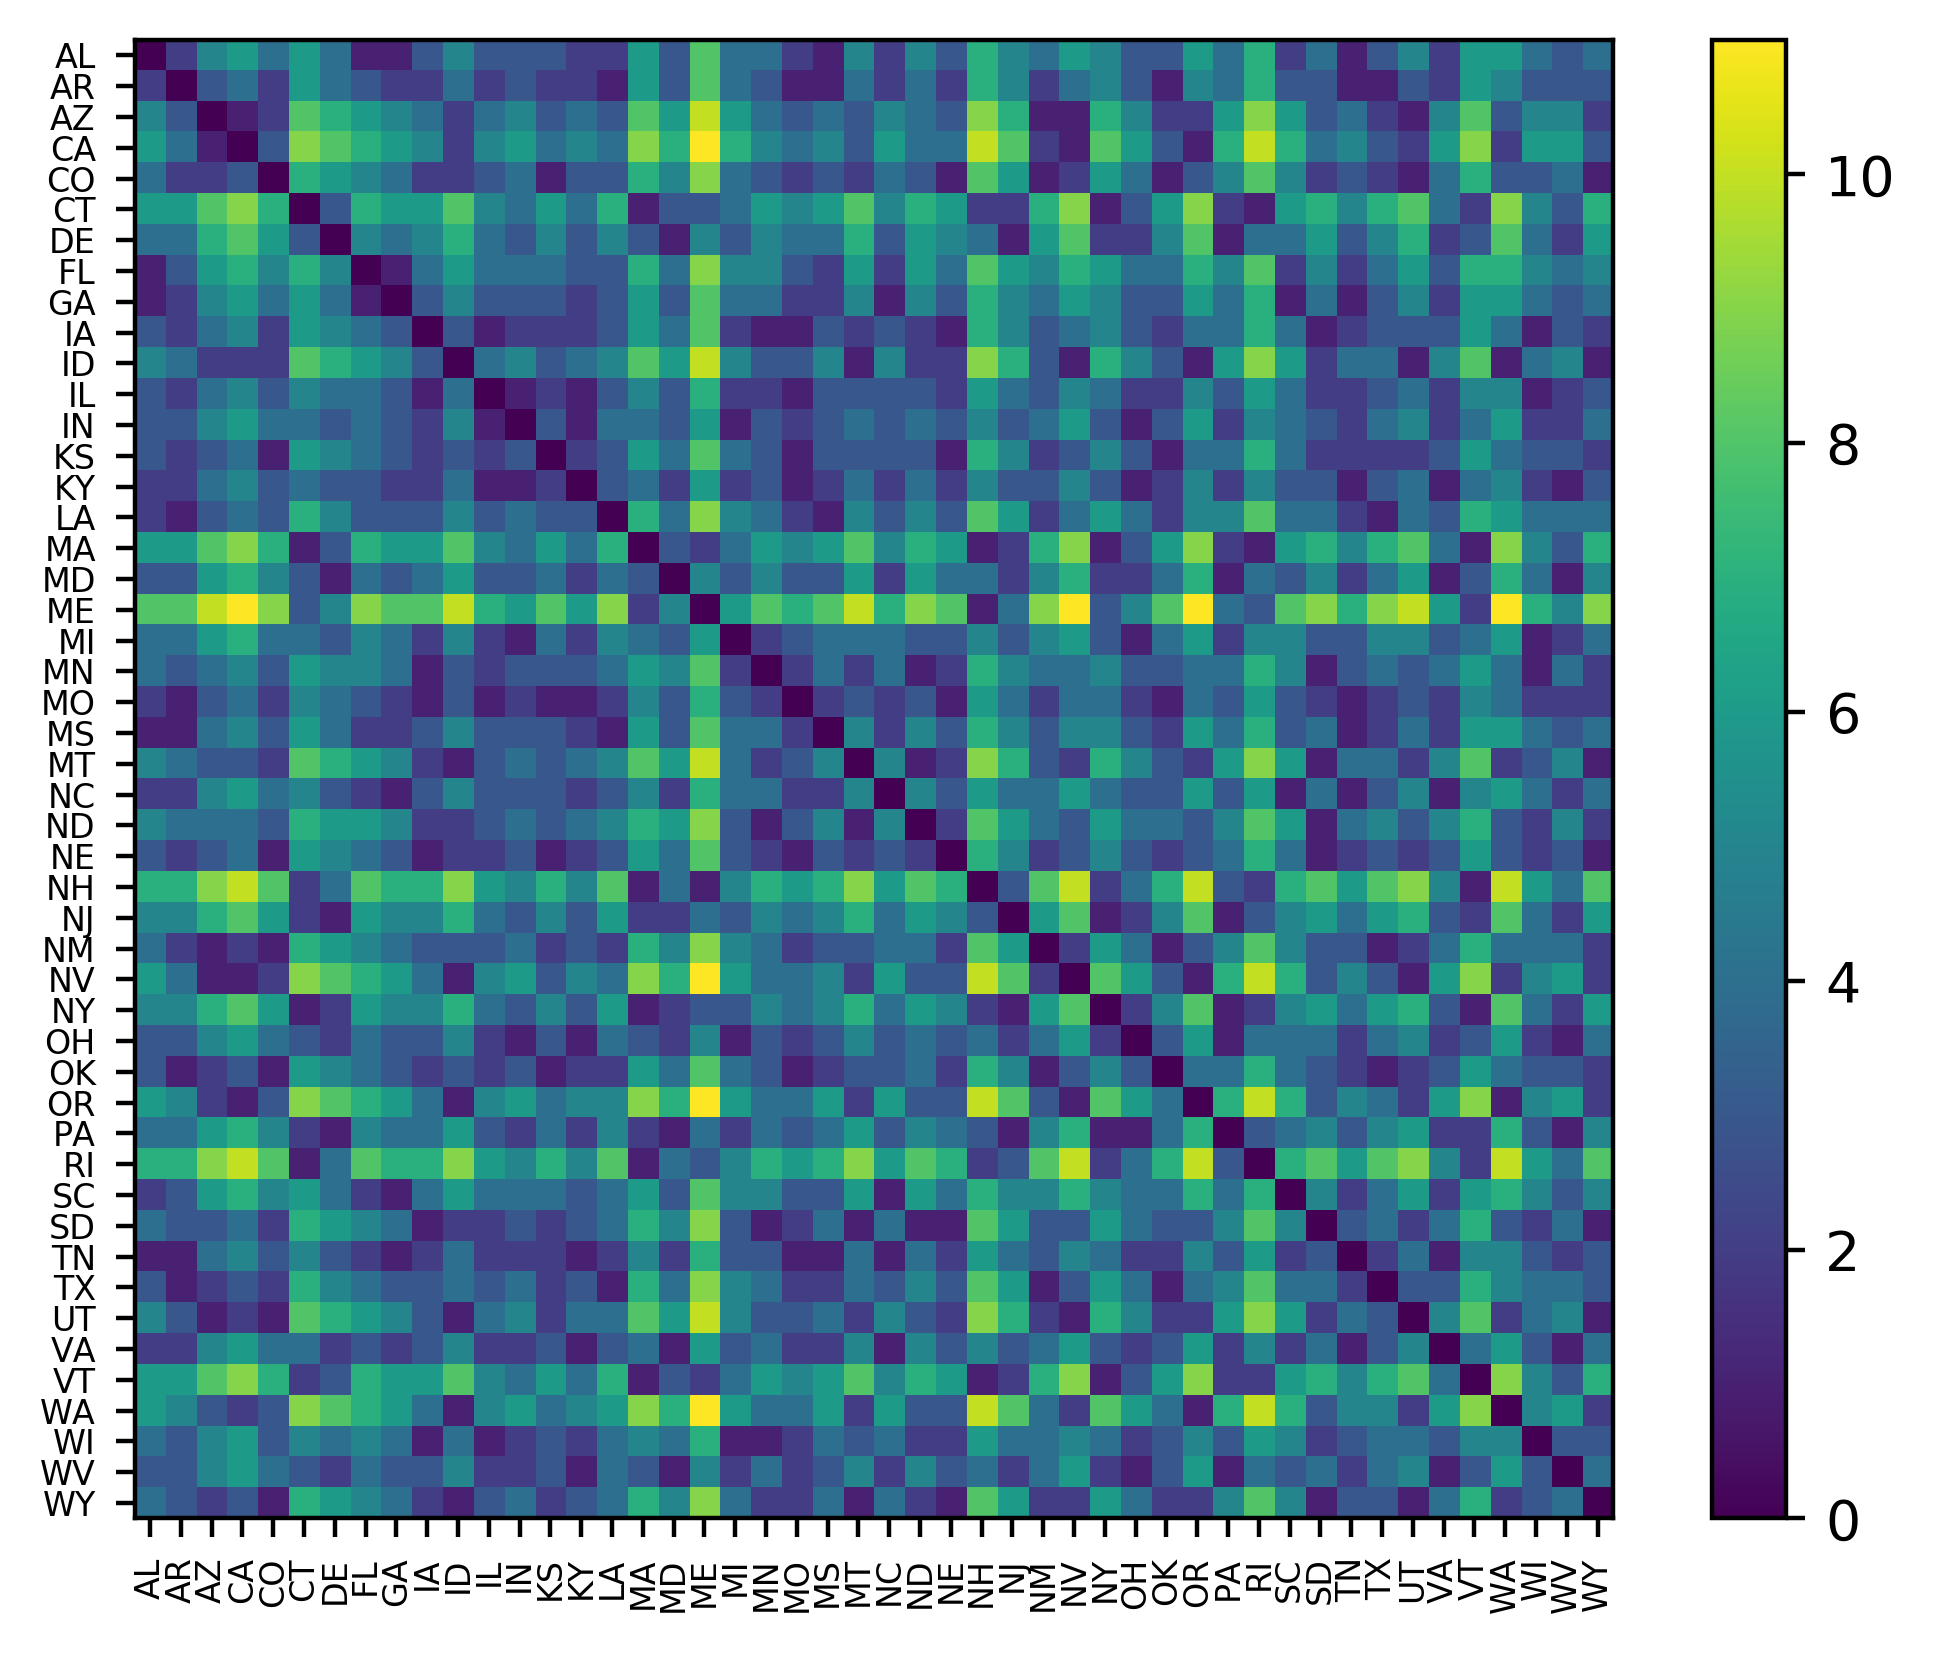 AL
AR
AZ
CA
CO
CT
DE
FL
GA
IA
ID
IL
IN
KS
KY
LA
MA
MD
ME
MI
MN
MO
MS
MT
NC
ND
NE
NH
NJ
NM
NV
NY
OH
OK
OR
PA
RI
SC
SD
TN
TX
UT
VA
VT
WA
WI
WV
WY
AL AR AZ CA CO CT DE FL GA IA ID IL IN KS KY LA MA MD ME MI MN MO MS MT NC ND NE NH NJ NM NV NY OH OK OR PA RI SC SD TN TX UT VA VT WA WI WV WY
10
8
6
4
2
0